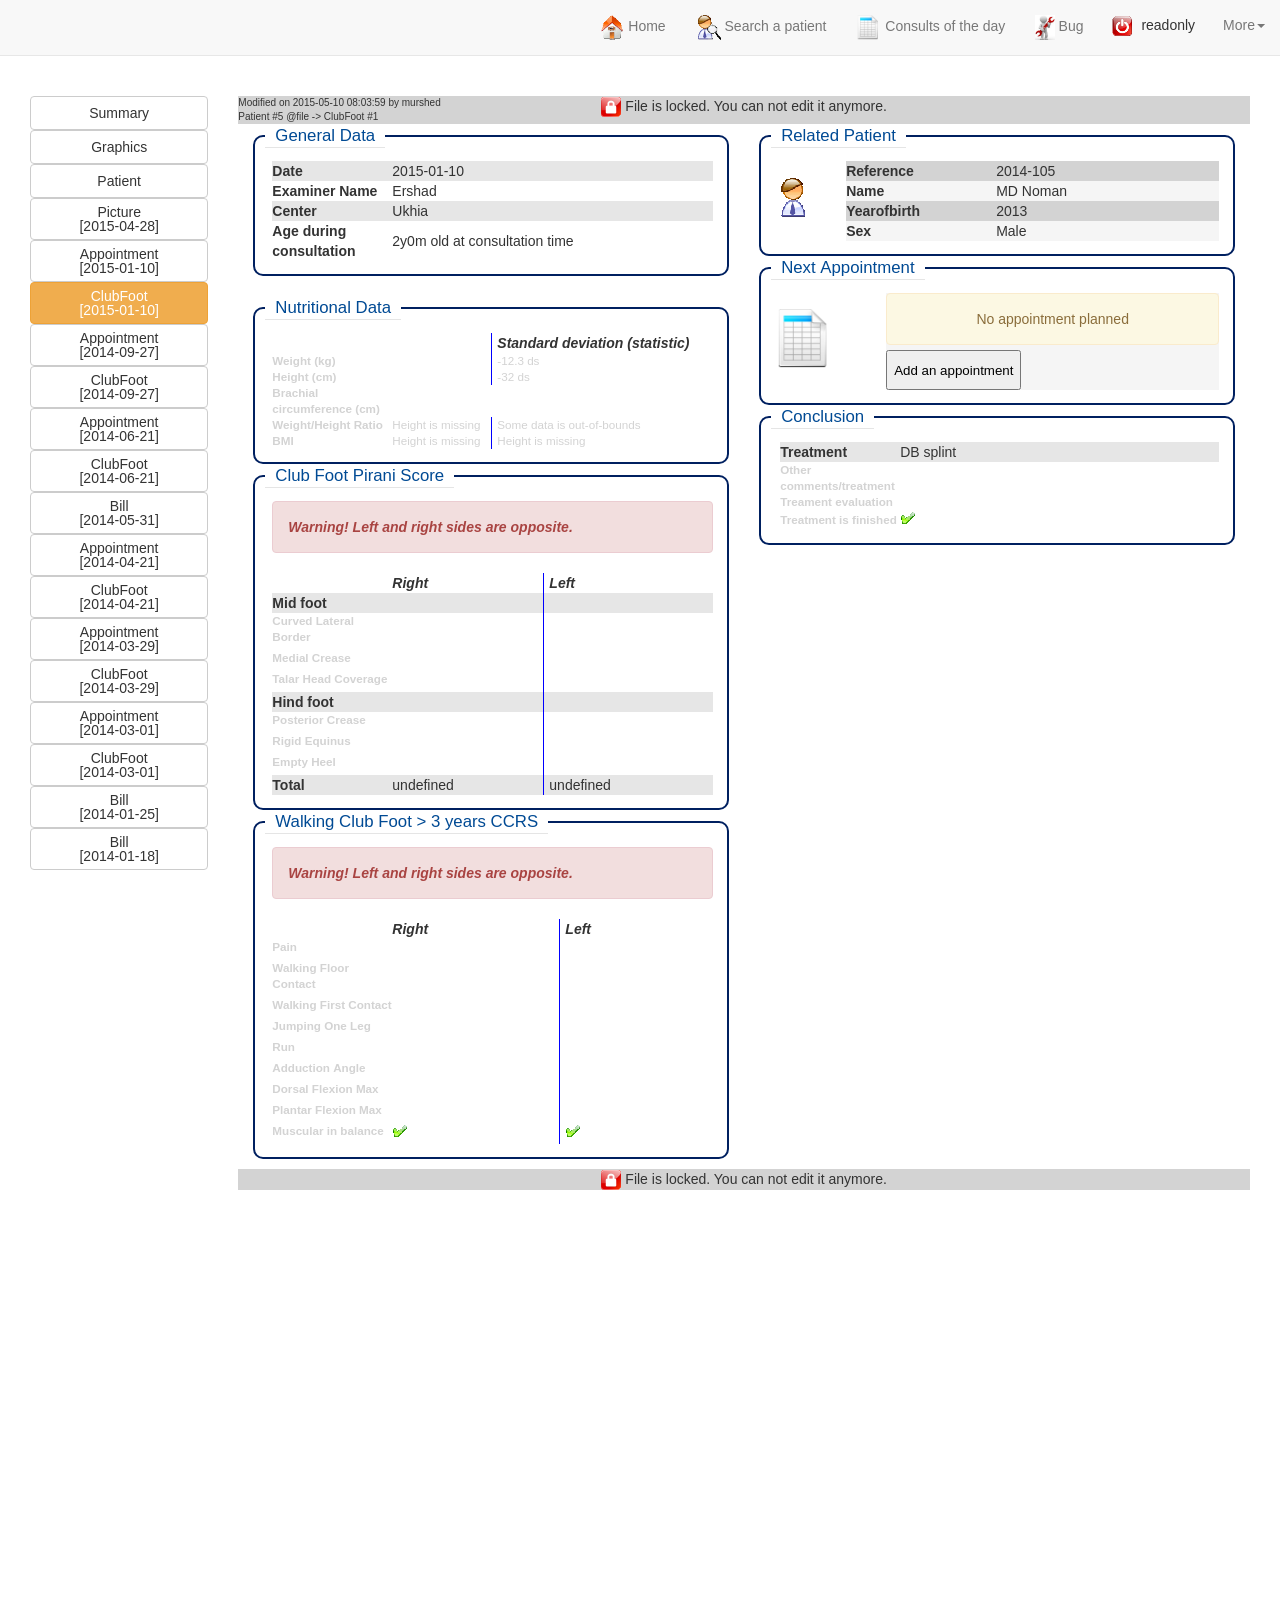 Home
Search a patient
Consults of the day
Bug
readonly
More
Summary
Graphics
Patient
Picture
[2015-04-28]
Appointment
[2015-01-10]
ClubFoot
[2015-01-10]
Appointment
[2014-09-27]
ClubFoot
[2014-09-27]
Appointment
[2014-06-21]
ClubFoot
[2014-06-21]
Bill
[2014-05-31]
Appointment
[2014-04-21]
ClubFoot
[2014-04-21]
Appointment
[2014-03-29]
ClubFoot
[2014-03-29]
Appointment
[2014-03-01]
ClubFoot
[2014-03-01]
Bill
[2014-01-25]
Bill
[2014-01-18]
Modified on 2015-05-10 08:03:59 by murshed
Patient #5 @file -> ClubFoot #1
File is locked. You can not edit it anymore.
General Data
Date 2015-01-10
Examiner Name Ershad
Center Ukhia
Age during
consultation 2y0m old at consultation time
Nutritional Data
Standard deviation (statistic)
Weight (kg) -12.3 ds
Height (cm) -32 ds
Brachial
circumference (cm)
Weight/Height Ratio Height is missing Some data is out-of-bounds
BMI Height is missing Height is missing
Club Foot Pirani Score
Warning! Left and right sides are opposite.
Right Left
Mid foot
Curved Lateral
Border
Medial Crease
Talar Head Coverage
Hind foot
Posterior Crease
Rigid Equinus
Empty Heel
Total undefined undefined
Walking Club Foot > 3 years CCRS
Warning! Left and right sides are opposite.
Right Left
Pain
Walking Floor
Contact
Walking First Contact
Jumping One Leg
Run
Adduction Angle
Dorsal Flexion Max
Plantar Flexion Max
Muscular in balance
Related Patient
Reference 2014-105
Name MD Noman
Yearofbirth 2013
Sex Male
Next Appointment
No appointment planned
Add an appointment
Conclusion
Treatment DB splint
Other
comments/treatment
Treament evaluation
Treatment is finished
File is locked. You can not edit it anymore.